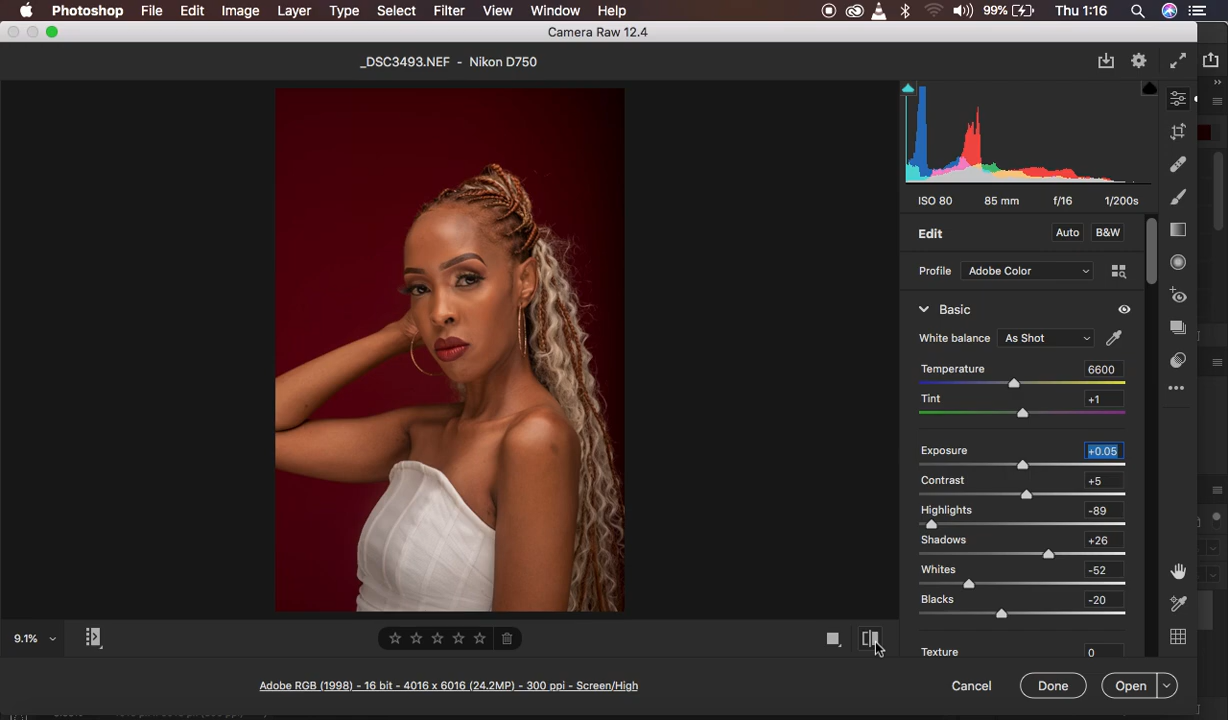 Photoshop File Edit Image Layer Type Select Filter View Window Help 99% Thu 1:16
Camera Raw 12.4
_DSC3493.NEF - Nikon D750
ISO 80 85 mm f/16 1/200s
Edit Auto B&W
Profile Adobe Color
Basic
White balance As Shot
Temperature 6600
Tint +1
Exposure +0.05
Contrast +5
Highlights -89
Shadows +26
Whites -52
Blacks -20
Texture 0
9.1%
Adobe RGB (1998) - 16 bit - 4016 x 6016 (24.2MP) - 300 ppi - Screen/High
Cancel Done Open